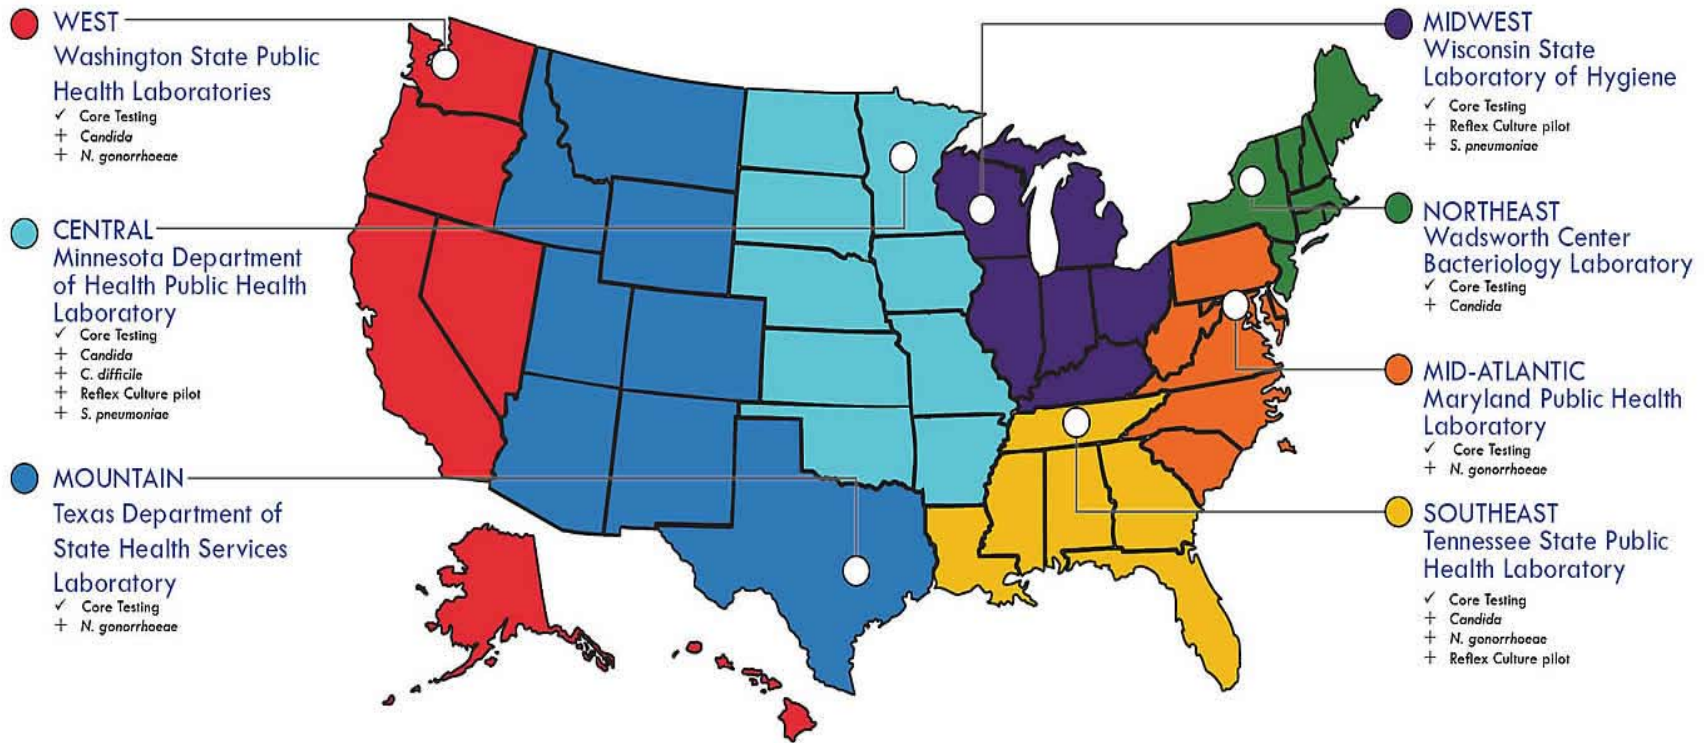 WEST
Washington State Public
Health Laboratories
✓ Core Testing
+ Candida
+ N. gonorrhoeae
CENTRAL
Minnesota Department
of Health Public Health
Laboratory
✓ Core Testing
+ Candida
+ C. difficile
+ Reflex Culture pilot
+ S. pneumoniae
MOUNTAIN
Texas Department of
State Health Services
Laboratory
✓ Core Testing
+ N. gonorrhoeae
MIDWEST
Wisconsin State
Laboratory of Hygiene
✓ Core Testing
+ Reflex Culture pilot
+ S. pneumoniae
NORTHEAST
Wadsworth Center
Bacteriology Laboratory
✓ Core Testing
+ Candida
MID-ATLANTIC
Maryland Public Health
Laboratory
✓ Core Testing
+ N. gonorrhoeae
SOUTHEAST
Tennessee State Public
Health Laboratory
✓ Core Testing
+ Candida
+ N. gonorrhoeae
+ Reflex Culture pilot